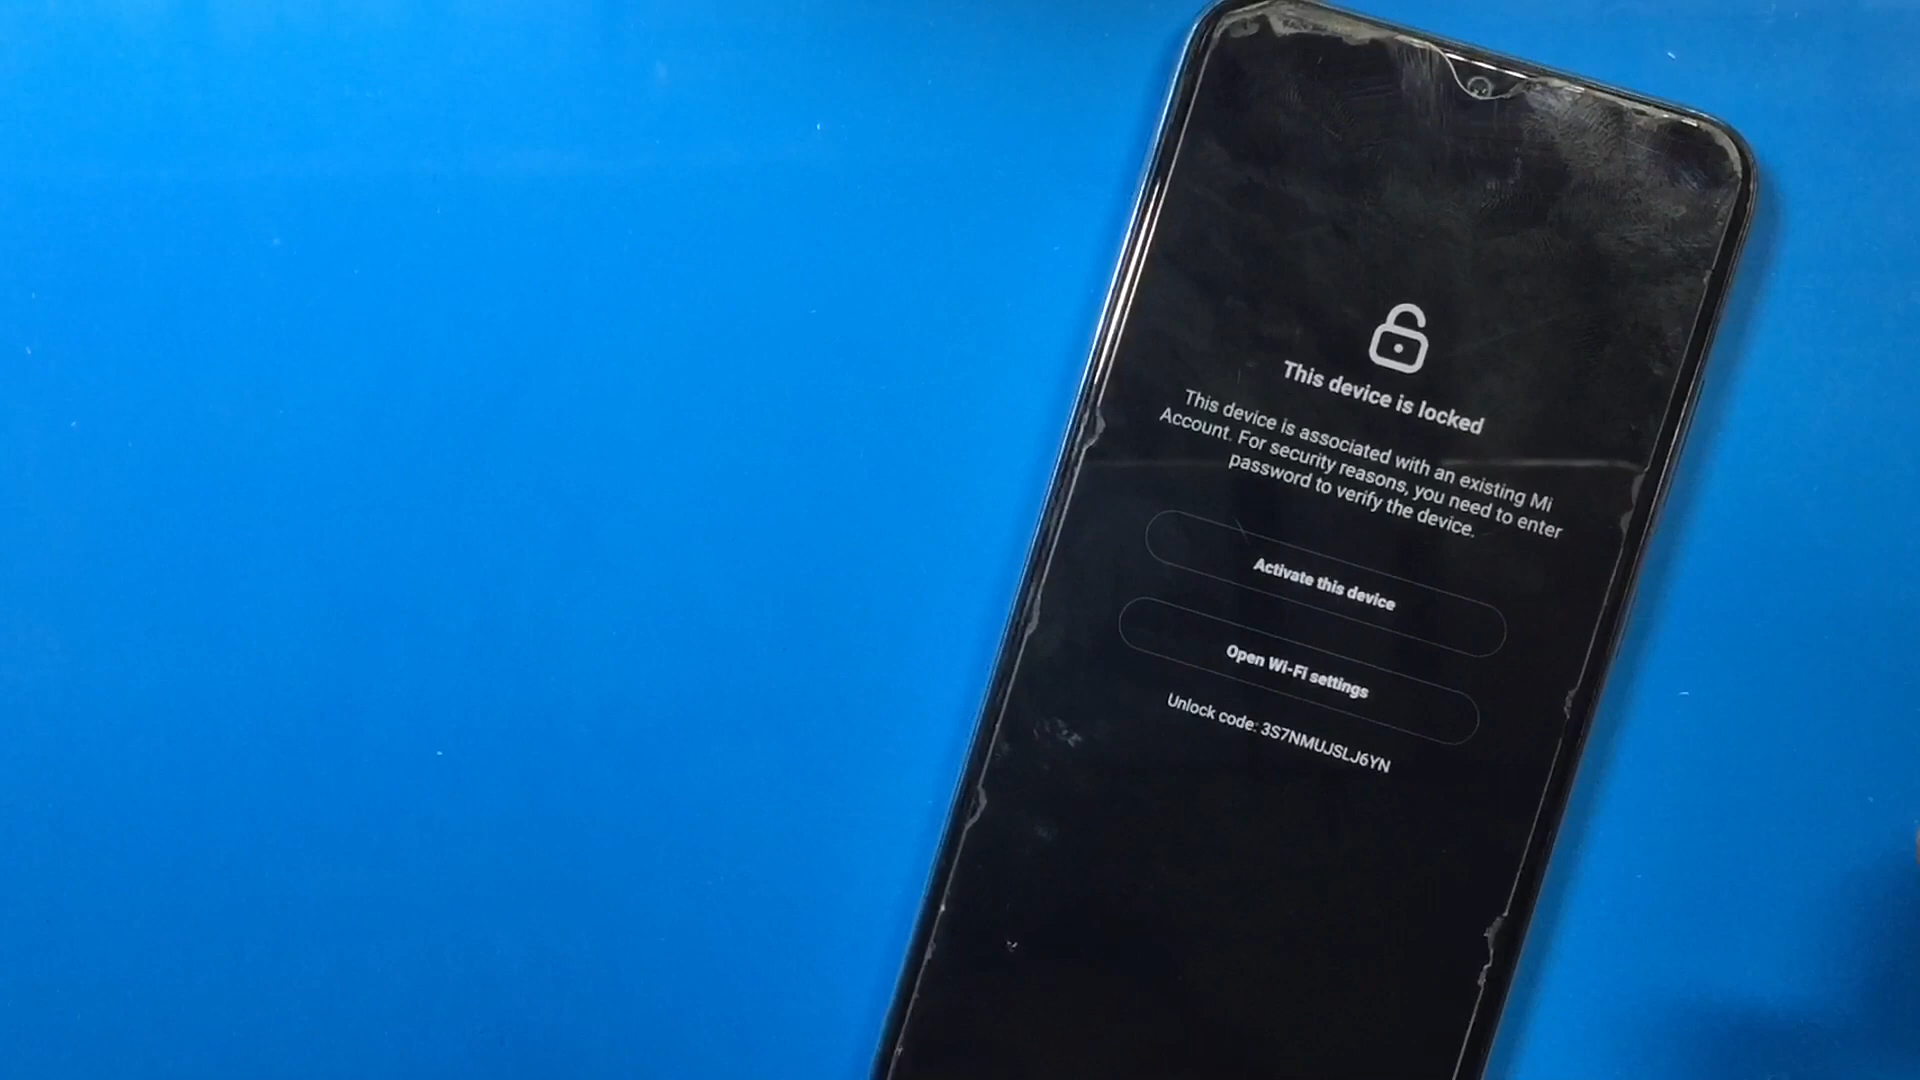 This device is locked
This device is associated with an existing Mi
Account. For security reasons, you need to enter
password to verify the device.
Activate this device
Open Wi-Fi settings
Unlock code: 3S7NMUJSLJ6YN